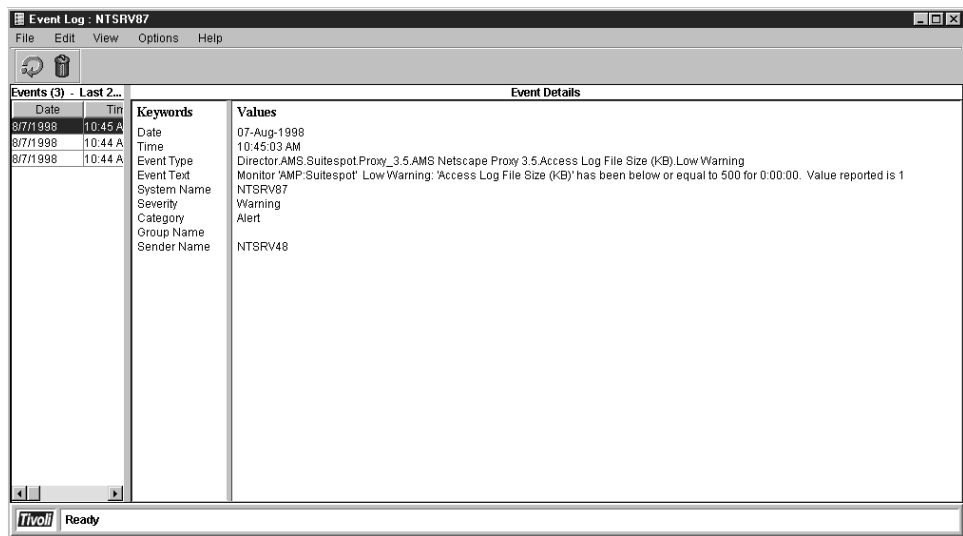 Event Log : NTSRV87
File Edit View Options Help
Events (3) - Last 2... Event Details
Date Tim Keywords Values
8/7/1998 10:45 A
8/7/1998 10:44 A
8/7/1998 10:44 A
Date 07-Aug-1998
Time 10:45:03 AM
Event Type Director.AMS.Suitespot.Proxy_3.5.AMS Netscape Proxy 3.5.Access Log File Size (KB).Low Warning
Event Text Monitor 'AMP:Suitespot' Low Warning: 'Access Log File Size (KB)' has been below or equal to 500 for 0:00:00. Value reported is 1
System Name NTSRV87
Severity Warning
Category Alert
Group Name
Sender Name NTSRV48
Tivoli Ready